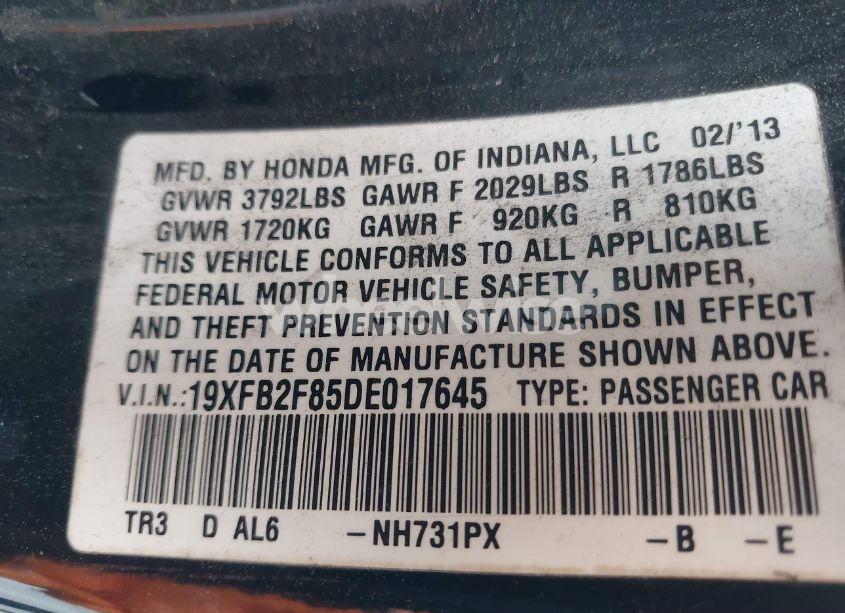 MFD. BY HONDA MFG. OF INDIANA, LLC 02/'13
GVWR 3792LBS GAWR F 2029LBS R 1786LBS
GVWR 1720KG GAWR F 920KG R 810KG
THIS VEHICLE CONFORMS TO ALL APPLICABLE
FEDERAL MOTOR VEHICLE SAFETY, BUMPER,
AND THEFT PREVENTION STANDARDS IN EFFECT
ON THE DATE OF MANUFACTURE SHOWN ABOVE.
V.I.N.:19XFB2F85DE017645 TYPE: PASSENGER CAR
TR3 D AL6 -NH731PX -B -E